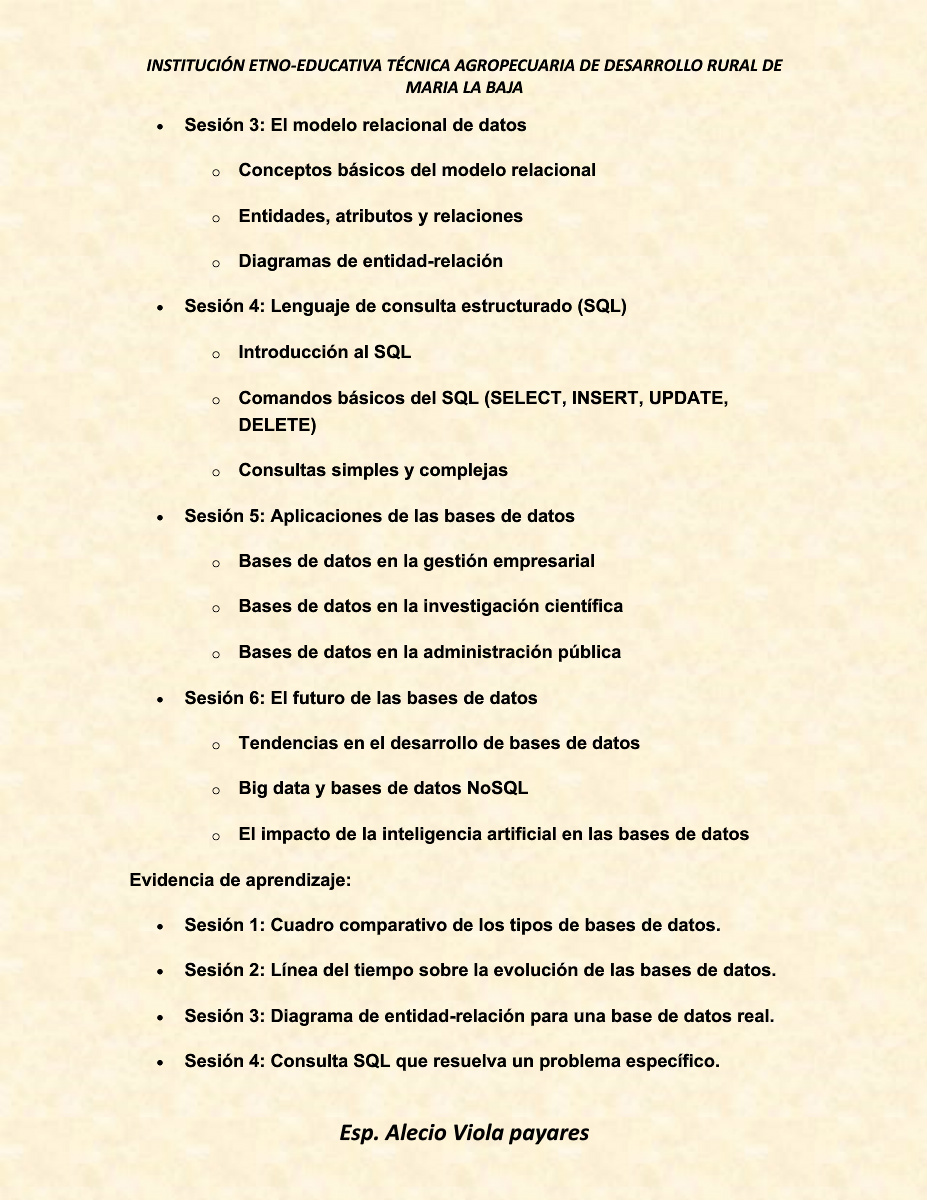 INSTITUCIÓN ETNO-EDUCATIVA TÉCNICA AGROPECUARIA DE DESARROLLO RURAL DE
MARIA LA BAJA
• Sesión 3: El modelo relacional de datos
o Conceptos básicos del modelo relacional
o Entidades, atributos y relaciones
o Diagramas de entidad-relación
• Sesión 4: Lenguaje de consulta estructurado (SQL)
o Introducción al SQL
o Comandos básicos del SQL (SELECT, INSERT, UPDATE,
DELETE)
o Consultas simples y complejas
• Sesión 5: Aplicaciones de las bases de datos
o Bases de datos en la gestión empresarial
o Bases de datos en la investigación científica
o Bases de datos en la administración pública
• Sesión 6: El futuro de las bases de datos
o Tendencias en el desarrollo de bases de datos
o Big data y bases de datos NoSQL
o El impacto de la inteligencia artificial en las bases de datos
Evidencia de aprendizaje:
• Sesión 1: Cuadro comparativo de los tipos de bases de datos.
• Sesión 2: Línea del tiempo sobre la evolución de las bases de datos.
• Sesión 3: Diagrama de entidad-relación para una base de datos real.
• Sesión 4: Consulta SQL que resuelva un problema específico.
Esp. Alecio Viola payares